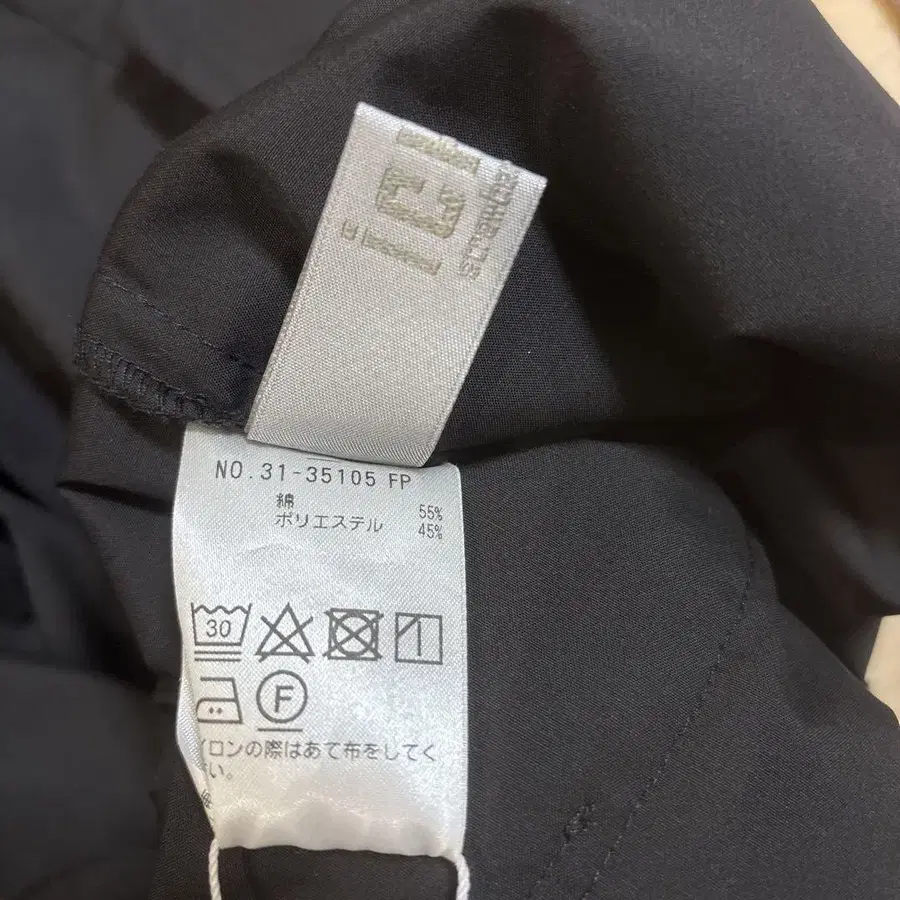 NO.31-35105 FP
綿 55%
ポリエステル 45%
30
F
イロンの際はあて布をしてく
さい。